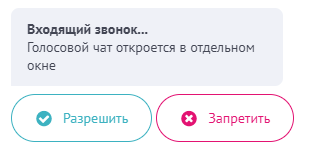 Входящий звонок...
Голосовой чат откроется в отдельном
окне
Разрешить
Запретить